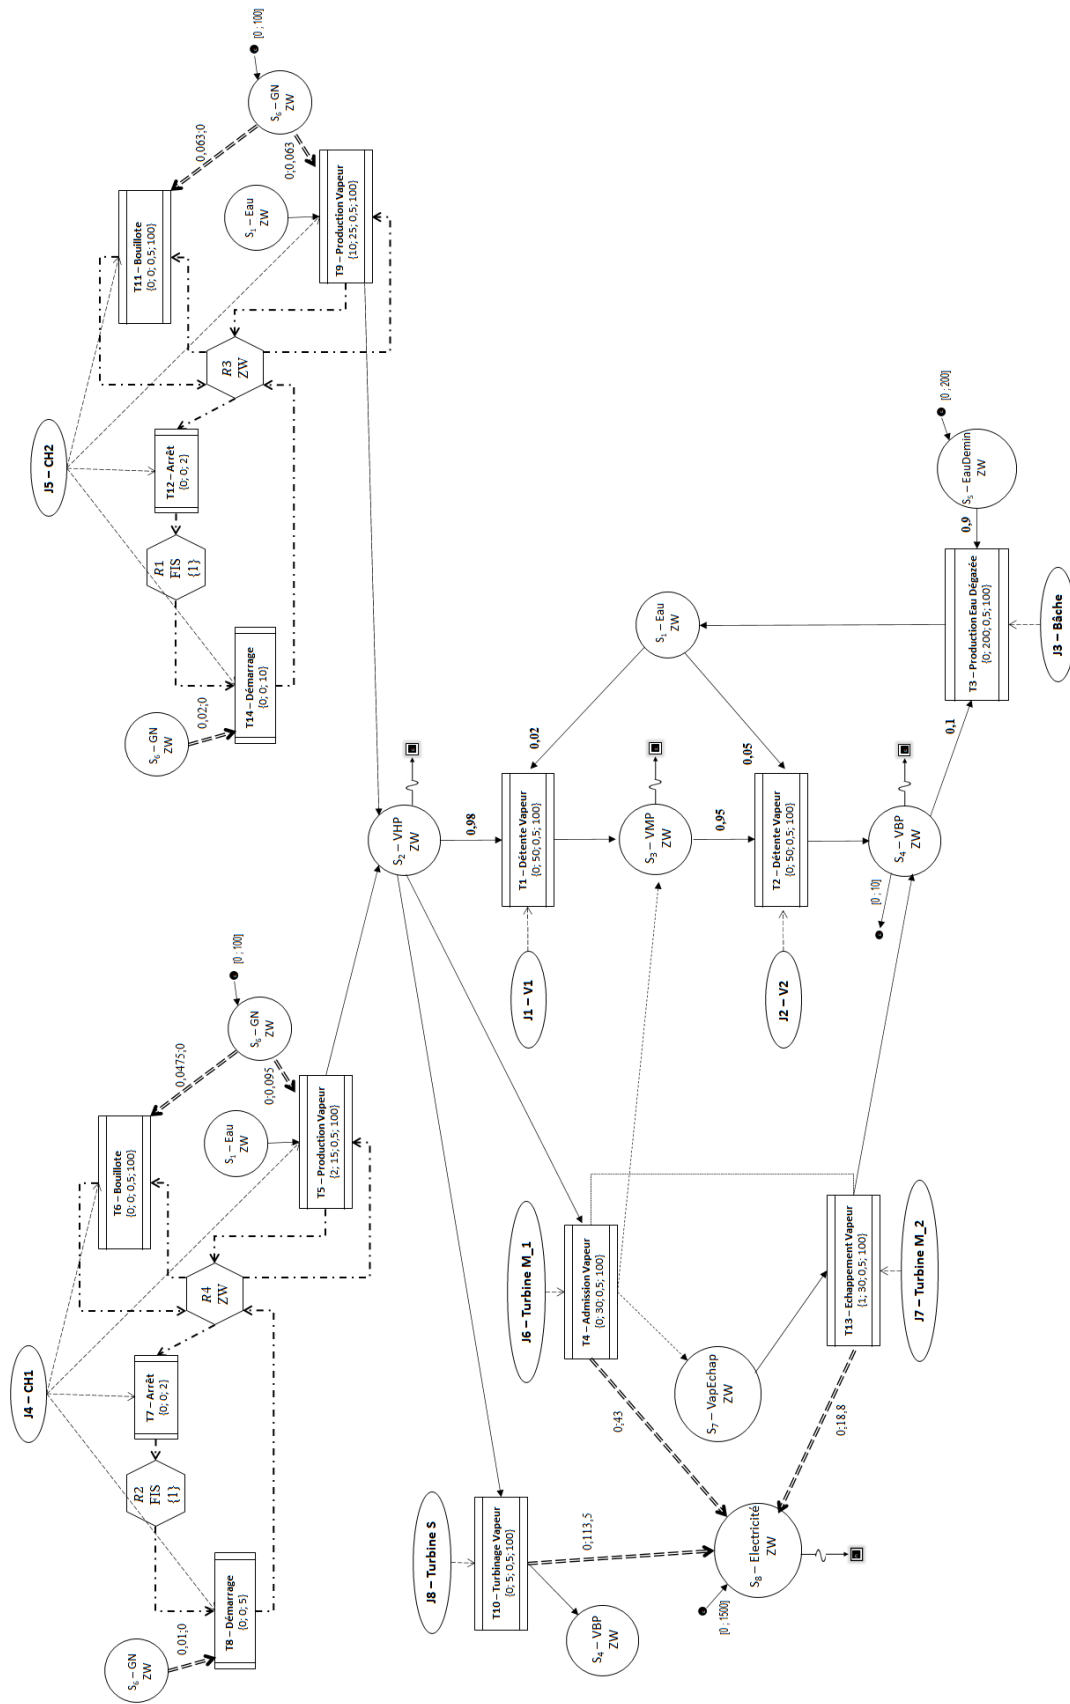 J4 – CH1
T8 – Démarrage
{0; 0; 5}
S₆ – GN
ZW
0,01;0
R2
FIS
{1}
T7 – Arrêt
{0; 0; 2}
R4
ZW
T6 – Bouillote
{0; 0; 0,5; 100}
T5 – Production Vapeur
{2; 15; 0,5; 100}
S₁ – Eau
ZW
S₆ – GN
ZW
0,0475;0
0;0,095
[0 ; 100]
J5 – CH2
T14 – Démarrage
{0; 0; 10}
S₆ – GN
ZW
0,02;0
R1
FIS
{1}
T12 – Arrêt
{0; 0; 2}
R3
ZW
T11 – Bouillote
{0; 0; 0,5; 100}
T9 – Production Vapeur
{10; 25; 0,5; 100}
S₁ – Eau
ZW
S₆ – GN
ZW
0,063;0
0;0,063
[0 ; 100]
S₂ – VHP
ZW
0,98
0,02
J1 – V1
T1 – Détente Vapeur
{0; 50; 0,5; 100}
S₃ – VMP
ZW
S₁ – Eau
ZW
0,95
0,05
J2 – V2
T2 – Détente Vapeur
{0; 50; 0,5; 100}
S₄ – VBP
ZW
[0 ; 10]
0,1
T3 – Production Eau Dégazée
{0; 200; 0,5; 100}
J3 – Bâche
0,9
S₅ – EauDemin
ZW
[0 ; 200]
J8 – Turbine S
T10 – Turbinage Vapeur
{0; 5; 0,5; 100}
S₄ – VBP
ZW
0;113,5
J6 – Turbine M_1
T4 – Admission Vapeur
{0; 30; 0,5; 100}
0;43
S₇ – VapEchap
ZW
T13 – Echappement Vapeur
{1; 30; 0,5; 100}
J7 – Turbine M_2
0;18,8
S₈ – Electricité
ZW
[0 ; 1500]